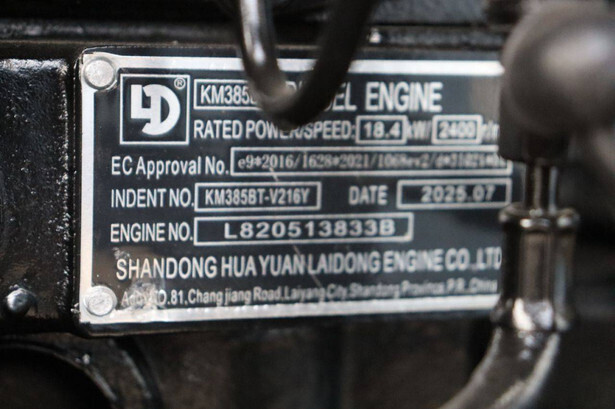 LD ® KM385 EL ENGINE
RATED POWER/SPEED: 18.4 kW/ 2400 r/
EC Approval No. e9*2016/1628*2021/1068
INDENT NO. KM385BT-V216Y DATE 2025.07
ENGINE NO. L820513833B
SHANDONG HUA YUAN LAIDONG ENGINE CO.,LTD
Changjiang Road, Laiyang City, Shandong Province, P.R. China